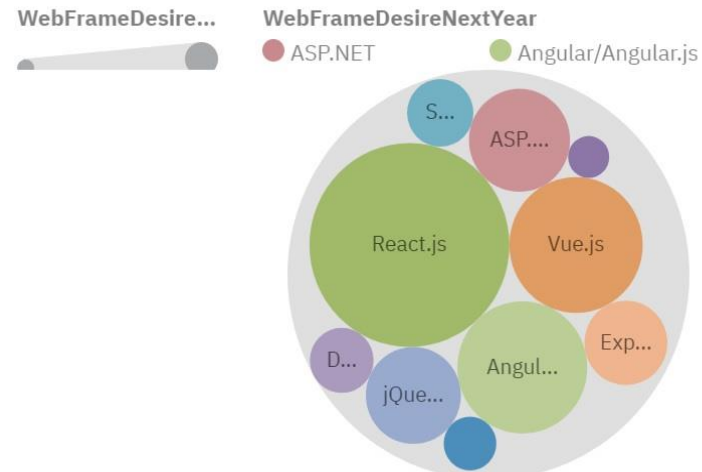 WebFrameDesire...
WebFrameDesireNextYear
ASP.NET
Angular/Angular.js
S...
ASP....
React.js
Vue.js
Exp...
D...
Angul...
jQue...